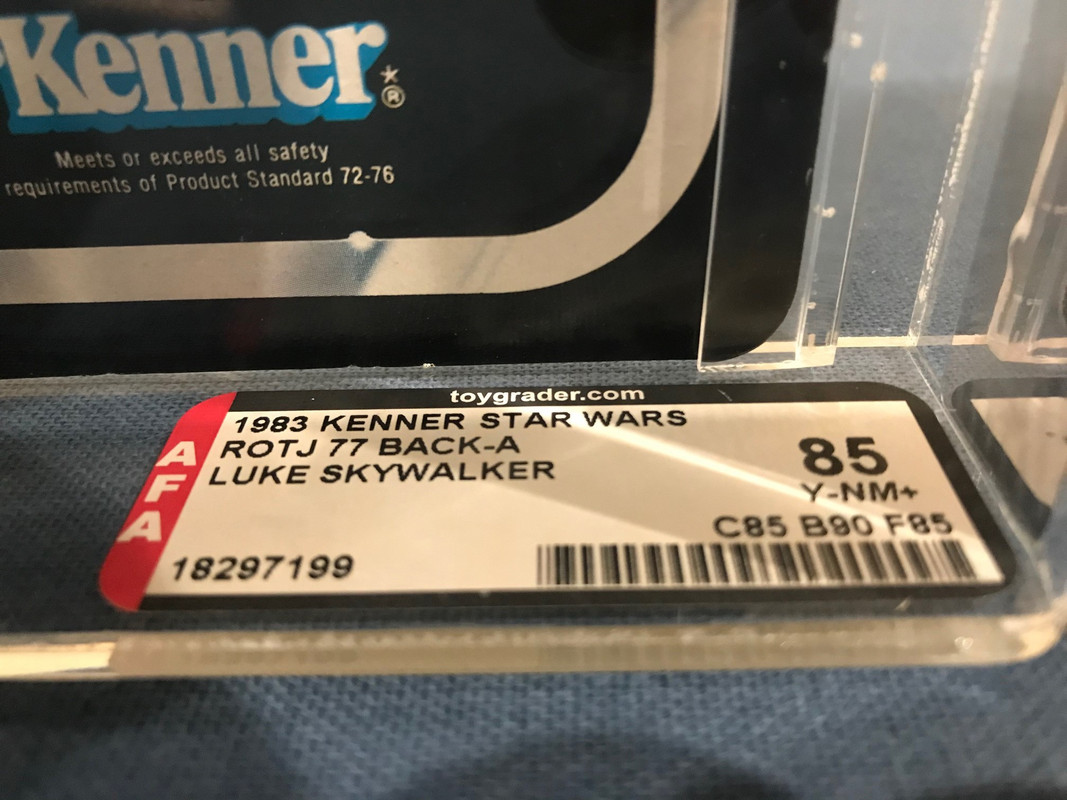 Kenner ®
Meets or exceeds all safety
requirements of Product Standard 72-76
toygrader.com
AFA
1983 KENNER STAR WARS
ROTJ 77 BACK-A
LUKE SKYWALKER
85
Y-NM+
C85 B90 F85
18297199